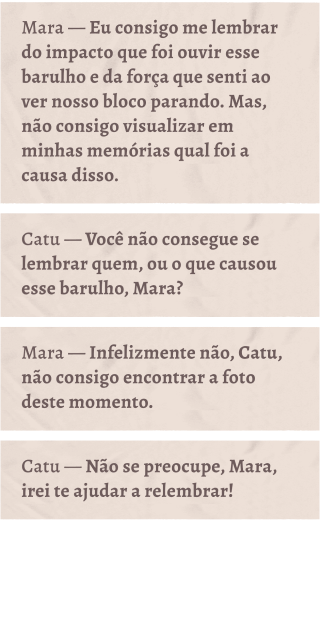 Mara — Eu consigo me lembrar
do impacto que foi ouvir esse
barulho e da força que senti ao
ver nosso bloco parando. Mas,
não consigo visualizar em
minhas memórias qual foi a
causa disso.
Catu — Você não consegue se
lembrar quem, ou o que causou
esse barulho, Mara?
Mara — Infelizmente não, Catu,
não consigo encontrar a foto
deste momento.
Catu — Não se preocupe, Mara,
irei te ajudar a relembrar!